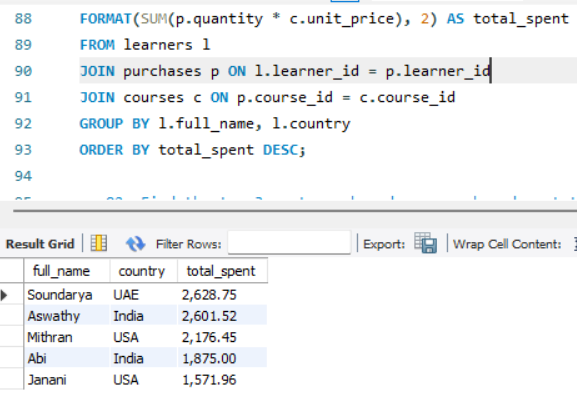 88 FORMAT(SUM(p.quantity * c.unit_price), 2) AS total_spent
89 FROM learners l
90 JOIN purchases p ON l.learner_id = p.learner_id
91 JOIN courses c ON p.course_id = c.course_id
92 GROUP BY l.full_name, l.country
93 ORDER BY total_spent DESC;
94
Result Grid Filter Rows: Export: Wrap Cell Content:
full_name country total_spent
Soundarya UAE 2,628.75
Aswathy India 2,601.52
Mithran USA 2,176.45
Abi India 1,875.00
Janani USA 1,571.96